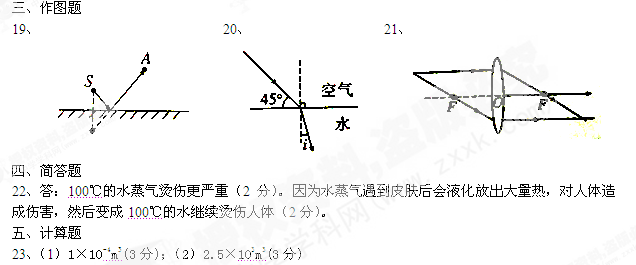 三、作图题
19、 20、 21、
S A
45° 空气
水
i
F O F
四、简答题
22、答：100℃的水蒸气烫伤更严重（2 分）。因为水蒸气遇到皮肤后会液化放出大量热，对人体造
成伤害，然后变成 100℃的水继续烫伤人体（2分）。
五、计算题
23、（1）1×10⁻⁴m³(3分)；（2）2.5×10³m³(3分)